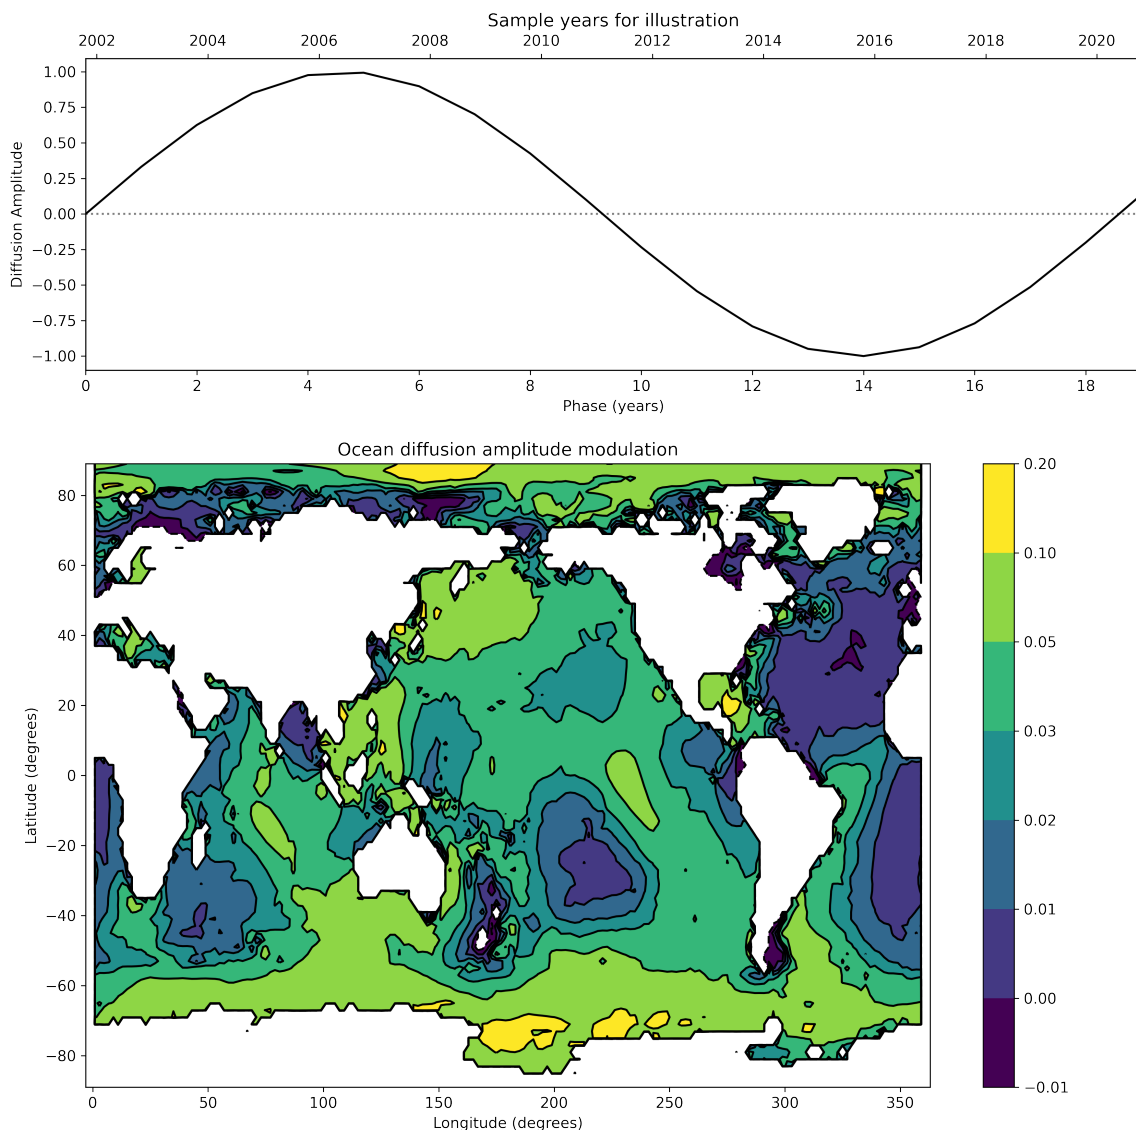 Sample years for illustration
2002 2004 2006 2008 2010 2012 2014 2016 2018 2020
Diffusion Amplitude
1.00
0.75
0.50
0.25
0.00
−0.25
−0.50
−0.75
−1.00
0 2 4 6 8 10 12 14 16 18
Phase (years)
Ocean diffusion amplitude modulation
Latitude (degrees)
80
60
40
20
0
−20
−40
−60
−80
0 50 100 150 200 250 300 350
Longitude (degrees)
0.20
0.10
0.05
0.03
0.02
0.01
0.00
−0.01